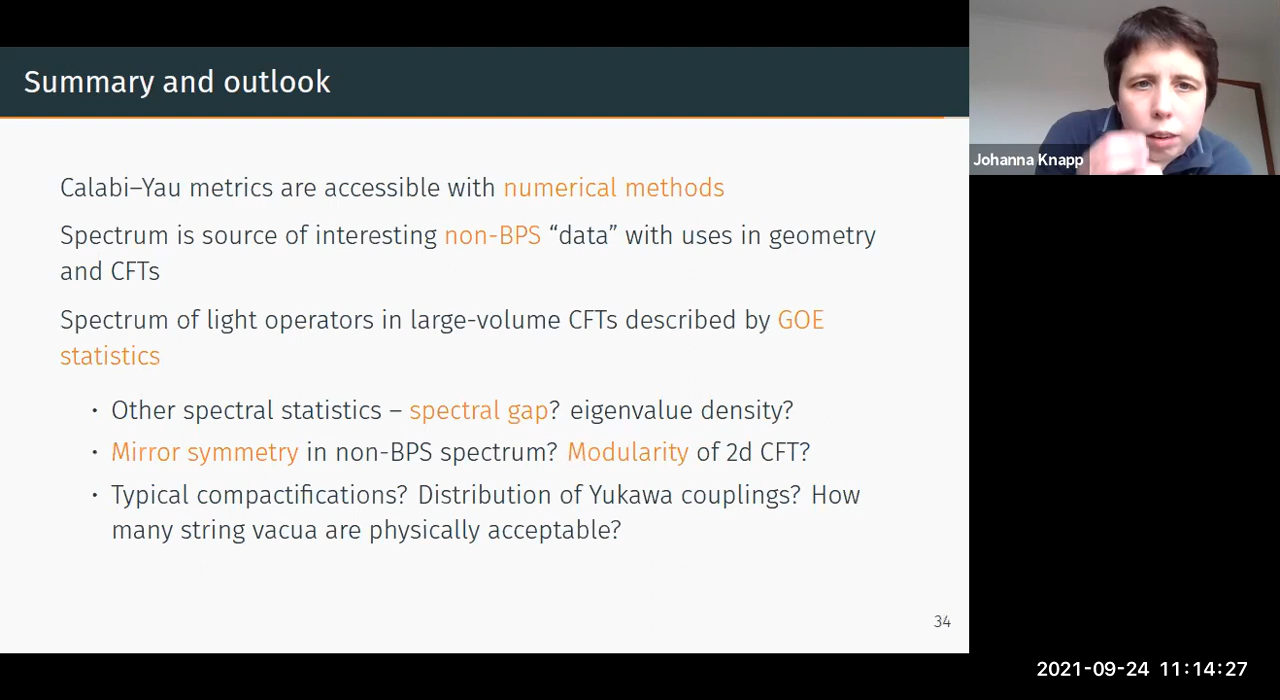 Summary and outlook
Johanna Knapp
Calabi–Yau metrics are accessible with numerical methods
Spectrum is source of interesting non-BPS “data” with uses in geometry
and CFTs
Spectrum of light operators in large-volume CFTs described by GOE
statistics
• Other spectral statistics – spectral gap? eigenvalue density?
• Mirror symmetry in non-BPS spectrum? Modularity of 2d CFT?
• Typical compactifications? Distribution of Yukawa couplings? How
many string vacua are physically acceptable?
34
2021-09-24 11:14:27